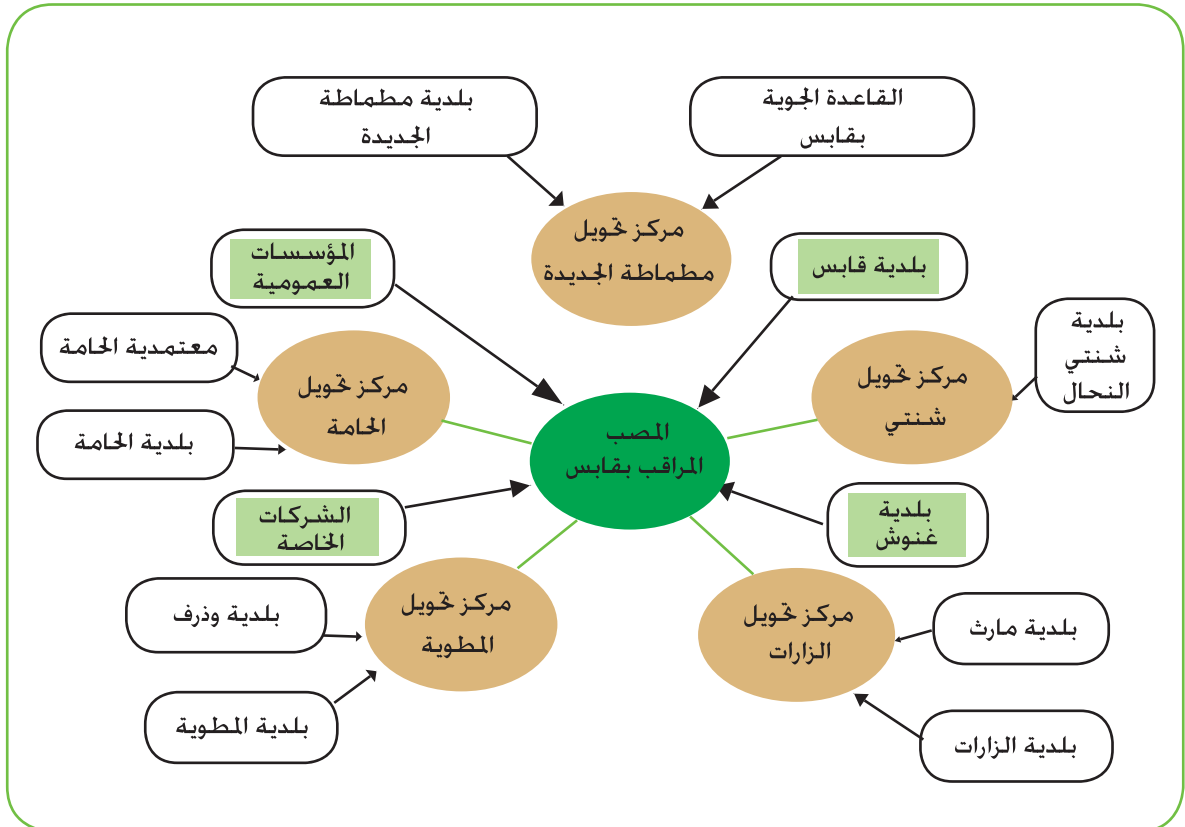 القاعدة الجوية
بقابس
بلدية مطماطة
الجديدة
مركز تحويل
مطماطة الجديدة
بلدية قابس
المؤسسات
العمومية
بلدية
شنتي
النحال
مركز تحويل
شنتي
معتمدية الحامة
مركز تحويل
الحامة
بلدية الحامة
المصب
المراقب بقابس
بلدية
غنوش
الشركات
الخاصة
بلدية مارث
مركز تحويل
الزارات
بلدية الزارات
مركز تحويل
المطوية
بلدية وذرف
بلدية المطوية